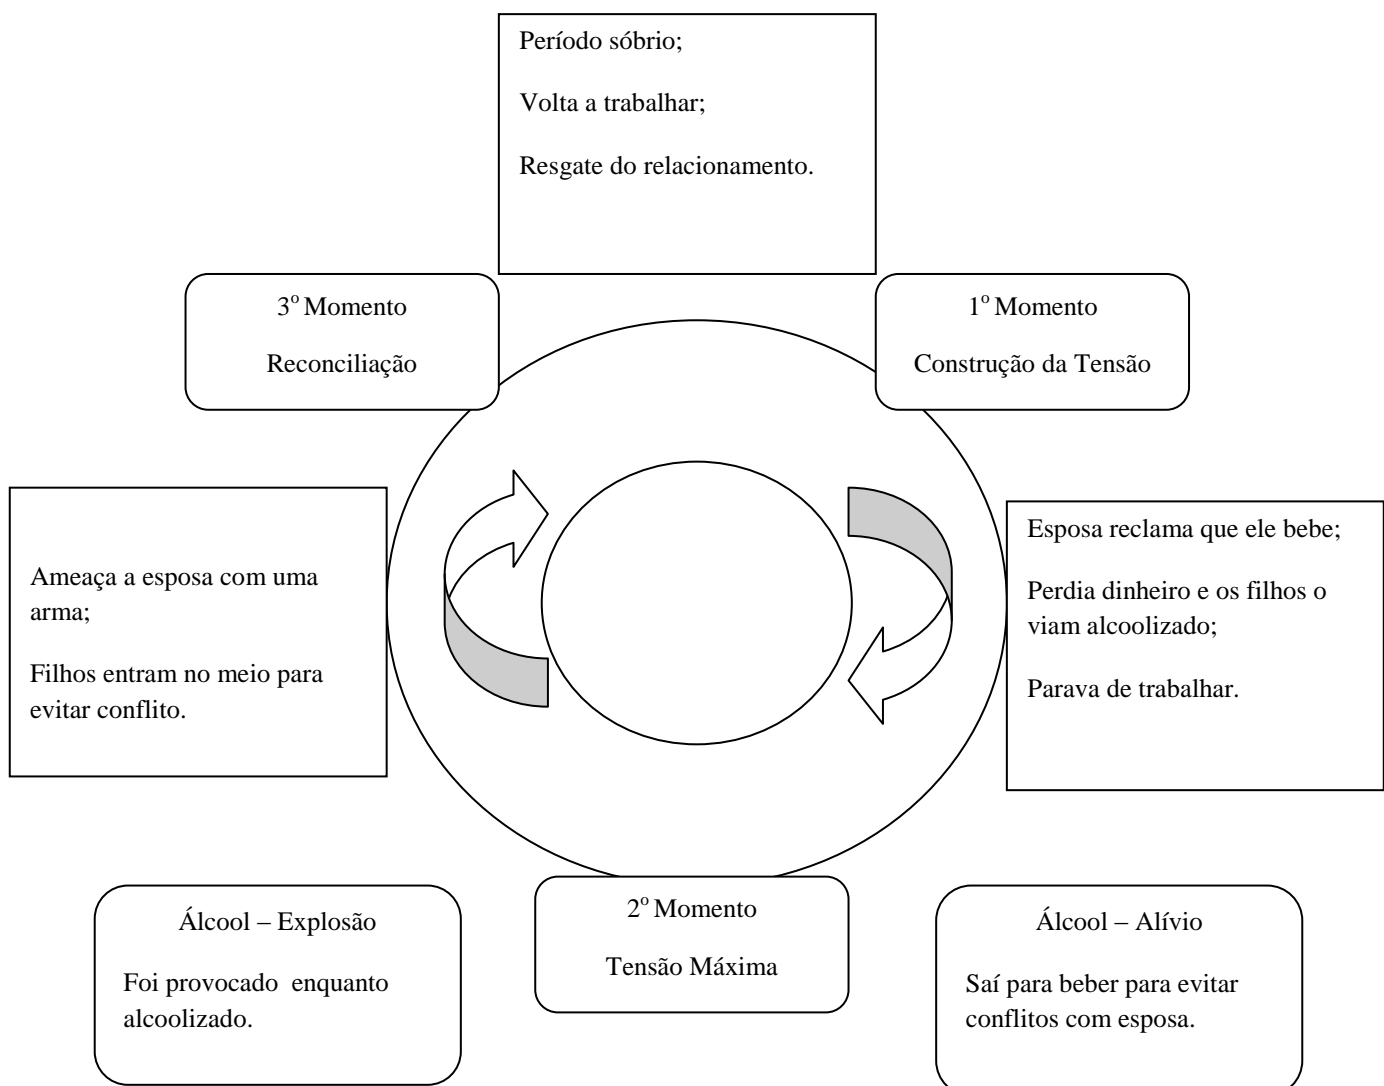 Período sóbrio;
Volta a trabalhar;
Resgate do relacionamento.
3º Momento
Reconciliação
1º Momento
Construção da Tensão
Ameaça a esposa com uma
arma;
Filhos entram no meio para
evitar conflito.
Esposa reclama que ele bebe;
Perdia dinheiro e os filhos o
viam alcoolizado;
Parava de trabalhar.
Álcool – Explosão
Foi provocado enquanto
alcoolizado.
2º Momento
Tensão Máxima
Álcool – Alívio
Saí para beber para evitar
conflitos com esposa.